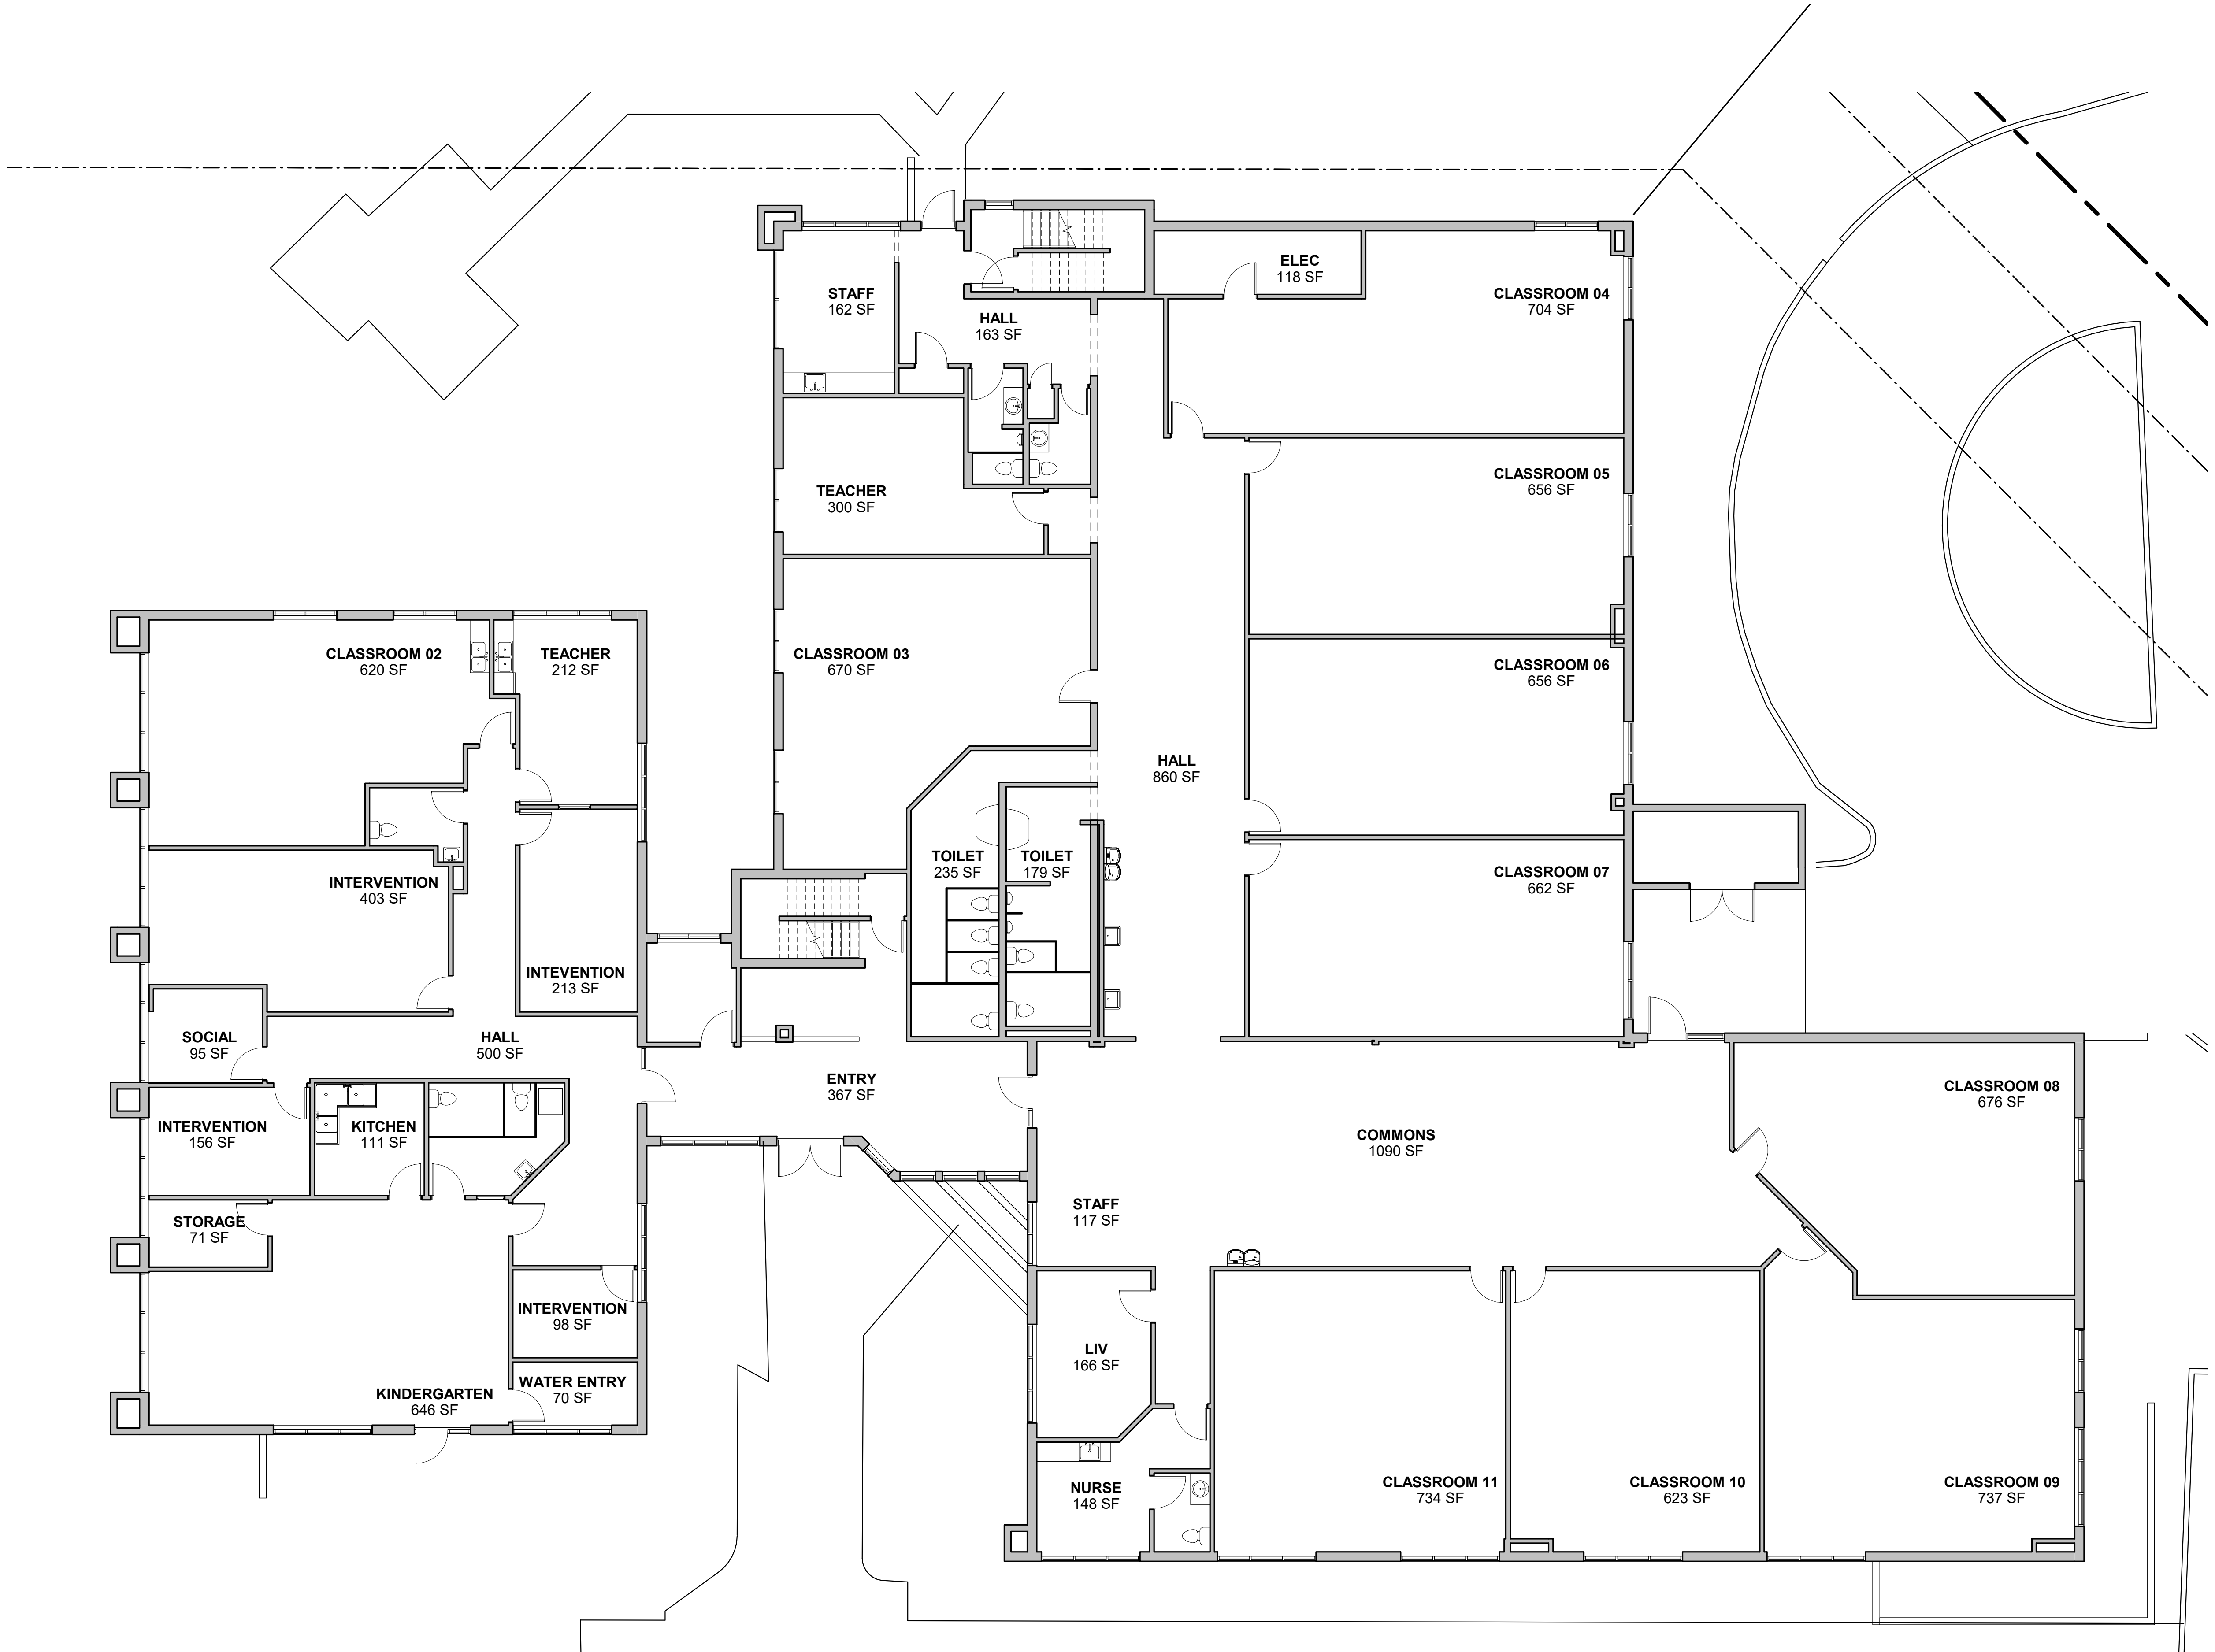 ELEC
118 SF
STAFF
162 SF
CLASSROOM 04
704 SF
HALL
163 SF
CLASSROOM 05
656 SF
TEACHER
300 SF
CLASSROOM 02
620 SF
TEACHER
212 SF
CLASSROOM 03
670 SF
CLASSROOM 06
656 SF
HALL
860 SF
TOILET
235 SF
TOILET
179 SF
CLASSROOM 07
662 SF
INTERVENTION
403 SF
INTEVENTION
213 SF
SOCIAL
95 SF
HALL
500 SF
ENTRY
367 SF
CLASSROOM 08
676 SF
INTERVENTION
156 SF
KITCHEN
111 SF
COMMONS
1090 SF
STORAGE
71 SF
STAFF
117 SF
INTERVENTION
98 SF
LIV
166 SF
KINDERGARTEN
646 SF
WATER ENTRY
70 SF
NURSE
148 SF
CLASSROOM 11
734 SF
CLASSROOM 10
623 SF
CLASSROOM 09
737 SF